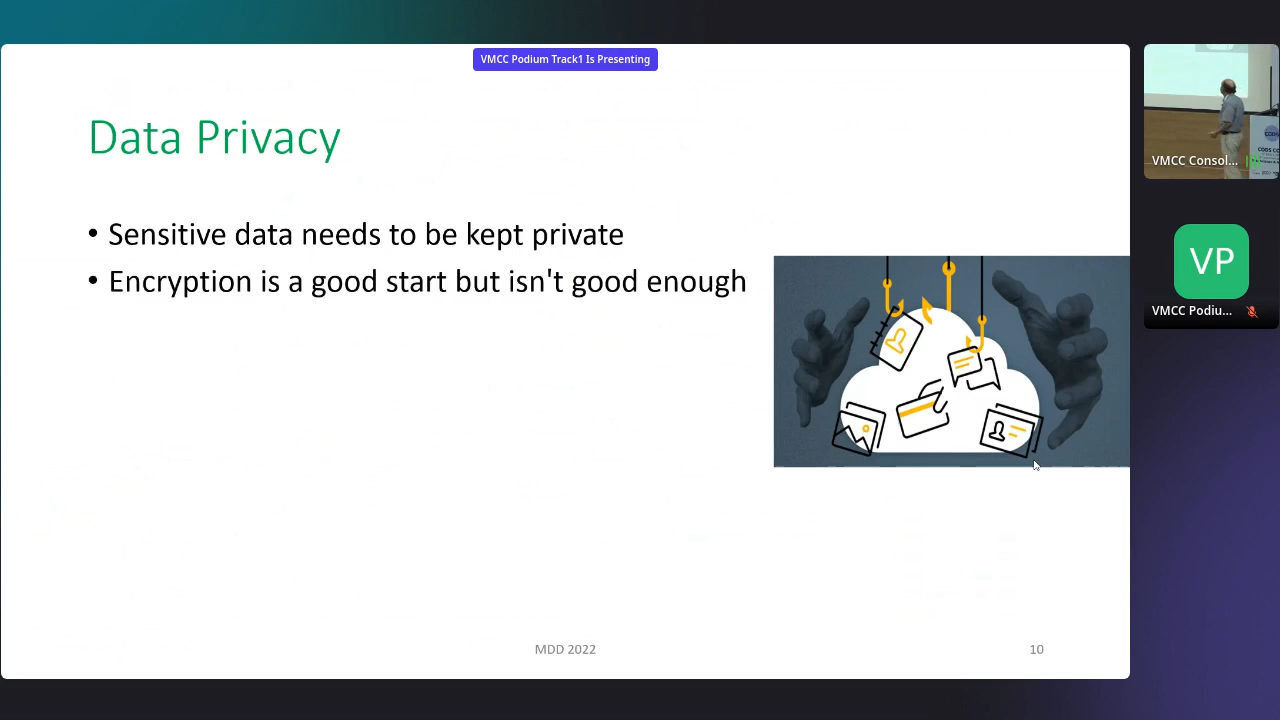 VMCC Podium Track1 Is Presenting
Data Privacy
• Sensitive data needs to be kept private
• Encryption is a good start but isn't good enough
MDD 2022
10
VMCC Consol...
VP
VMCC Podiu...